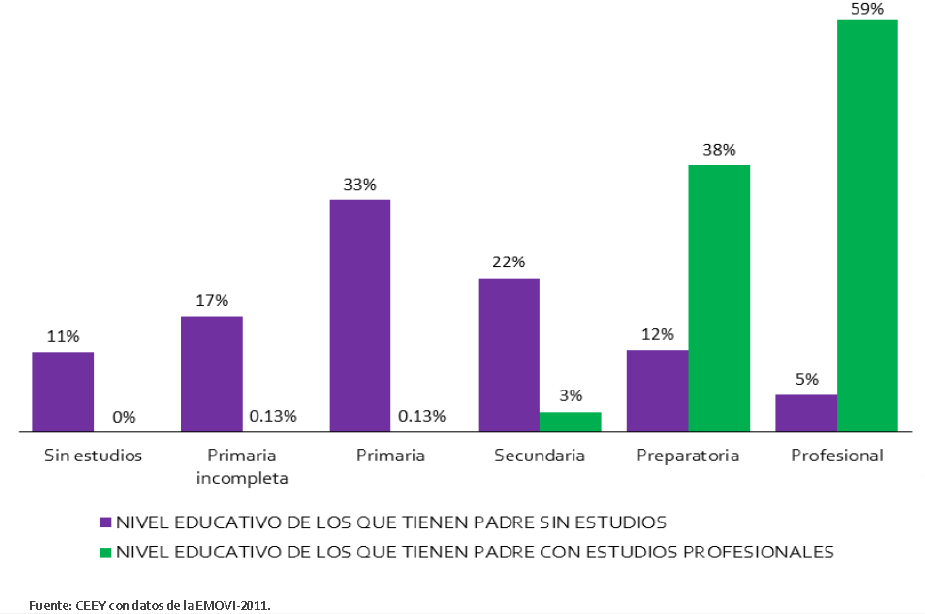 59%
38%
33%
22%
17%
12%
11%
5%
3%
0%
0.13%
0.13%
Sin estudios
Primaria
incompleta
Primaria
Secundaria
Preparatoria
Profesional
NIVEL EDUCATIVO DE LOS QUE TIENEN PADRE SIN ESTUDIOS
NIVEL EDUCATIVO DE LOS QUE TIENEN PADRE CON ESTUDIOS PROFESIONALES
Fuente: CEEY con datos de la EMOVI-2011.